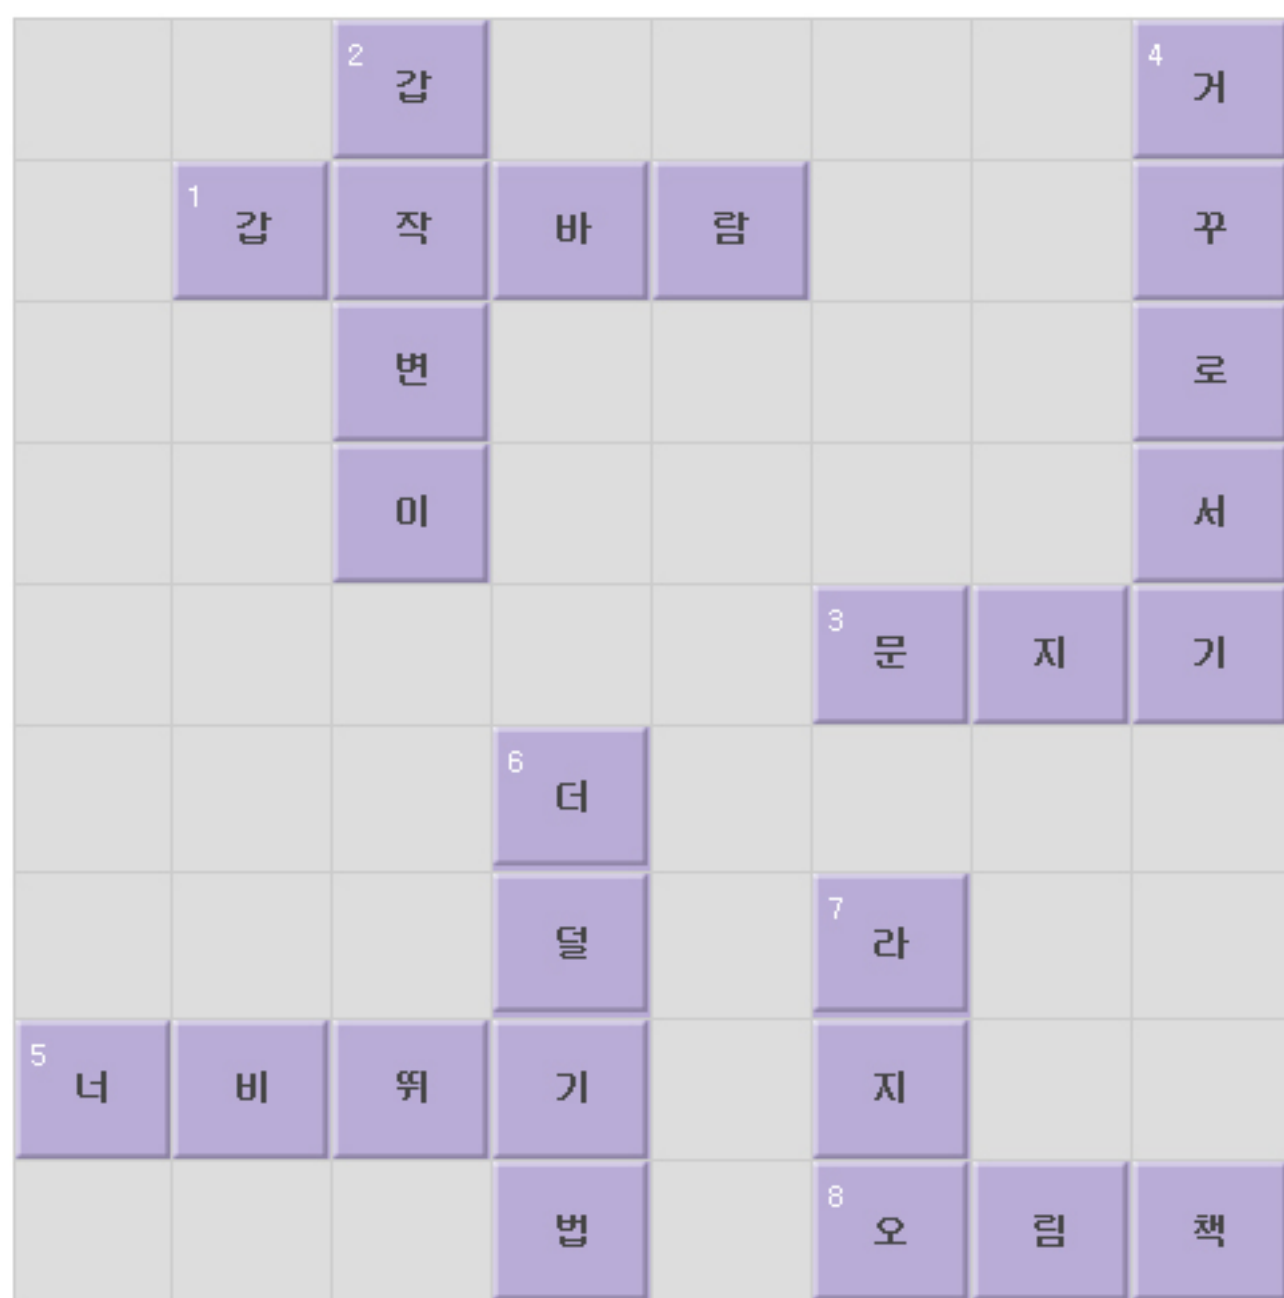 2 갑 4 거
1 갑 작 바 람 꾸
변 로
이 서
3 문 지 기
6 더
덜 7 라
5 너 비 뛰 기 지
법 8 오 림 책